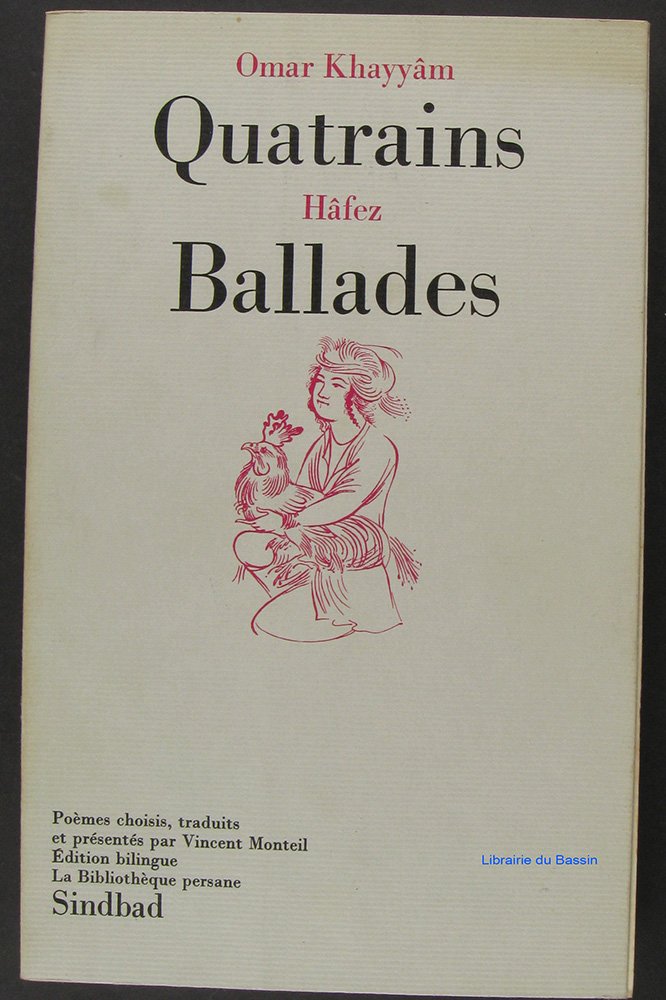 Omar Khayyâm
Quatrains
Hâfez
Ballades
Poèmes choisis, traduits
et présentés par Vincent Monteil
Édition bilingue
La Bibliothèque persane
Sindbad
Librairie du Bassin